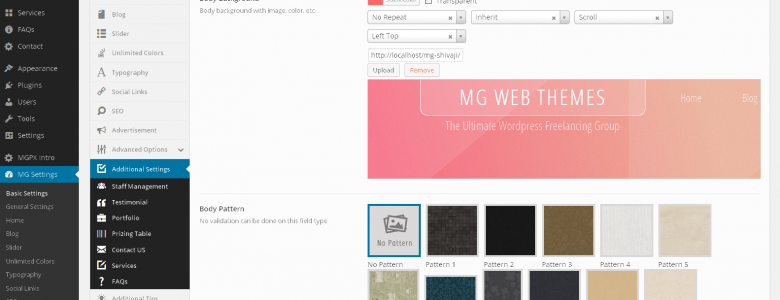 Services
FAQs
Contact
Appearance
Plugins
Users
Tools
Settings
MGPX Intro
MG Settings
Basic Settings
General Settings
Home
Blog
Slider
Unlimited Colors
Typography
Social Links
Blog
Slider
Unlimited Colors
Typography
Social Links
SEO
Advertisement
Advanced Options
Additional Settings
Staff Management
Testimonial
Portfolio
Prizing Table
Contact US
Services
FAQs
Additional Tips
Body background with image, color, etc.
Transparent
No Repeat
Inherit
Scroll
Left Top
http://localhost/mg-shivaji/
Upload
Remove
MG WEB THEMES
Home
Blog
The Ultimate Wordpress Freelancing Group
Body Pattern
No validation can be done on this field type
No Pattern
No Pattern
Pattern 1
Pattern 2
Pattern 3
Pattern 4
Pattern 5